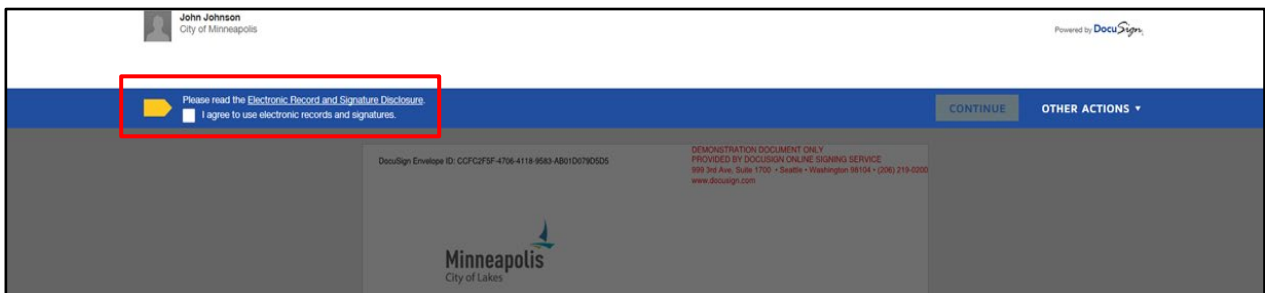 John Johnson
City of Minneapolis
Powered by DocuSign
Please read the Electronic Record and Signature Disclosure.
I agree to use electronic records and signatures.
CONTINUE
OTHER ACTIONS
DocuSign Envelope ID: CCFC2F5F-4706-4118-9583-AB01D079D5D5
DEMONSTRATION DOCUMENT ONLY
PROVIDED BY DOCUSIGN ONLINE SIGNING SERVICE
999 3rd Ave, Suite 1700 • Seattle • Washington 98104 • (206) 219-0200
www.docusign.com
Minneapolis
City of Lakes